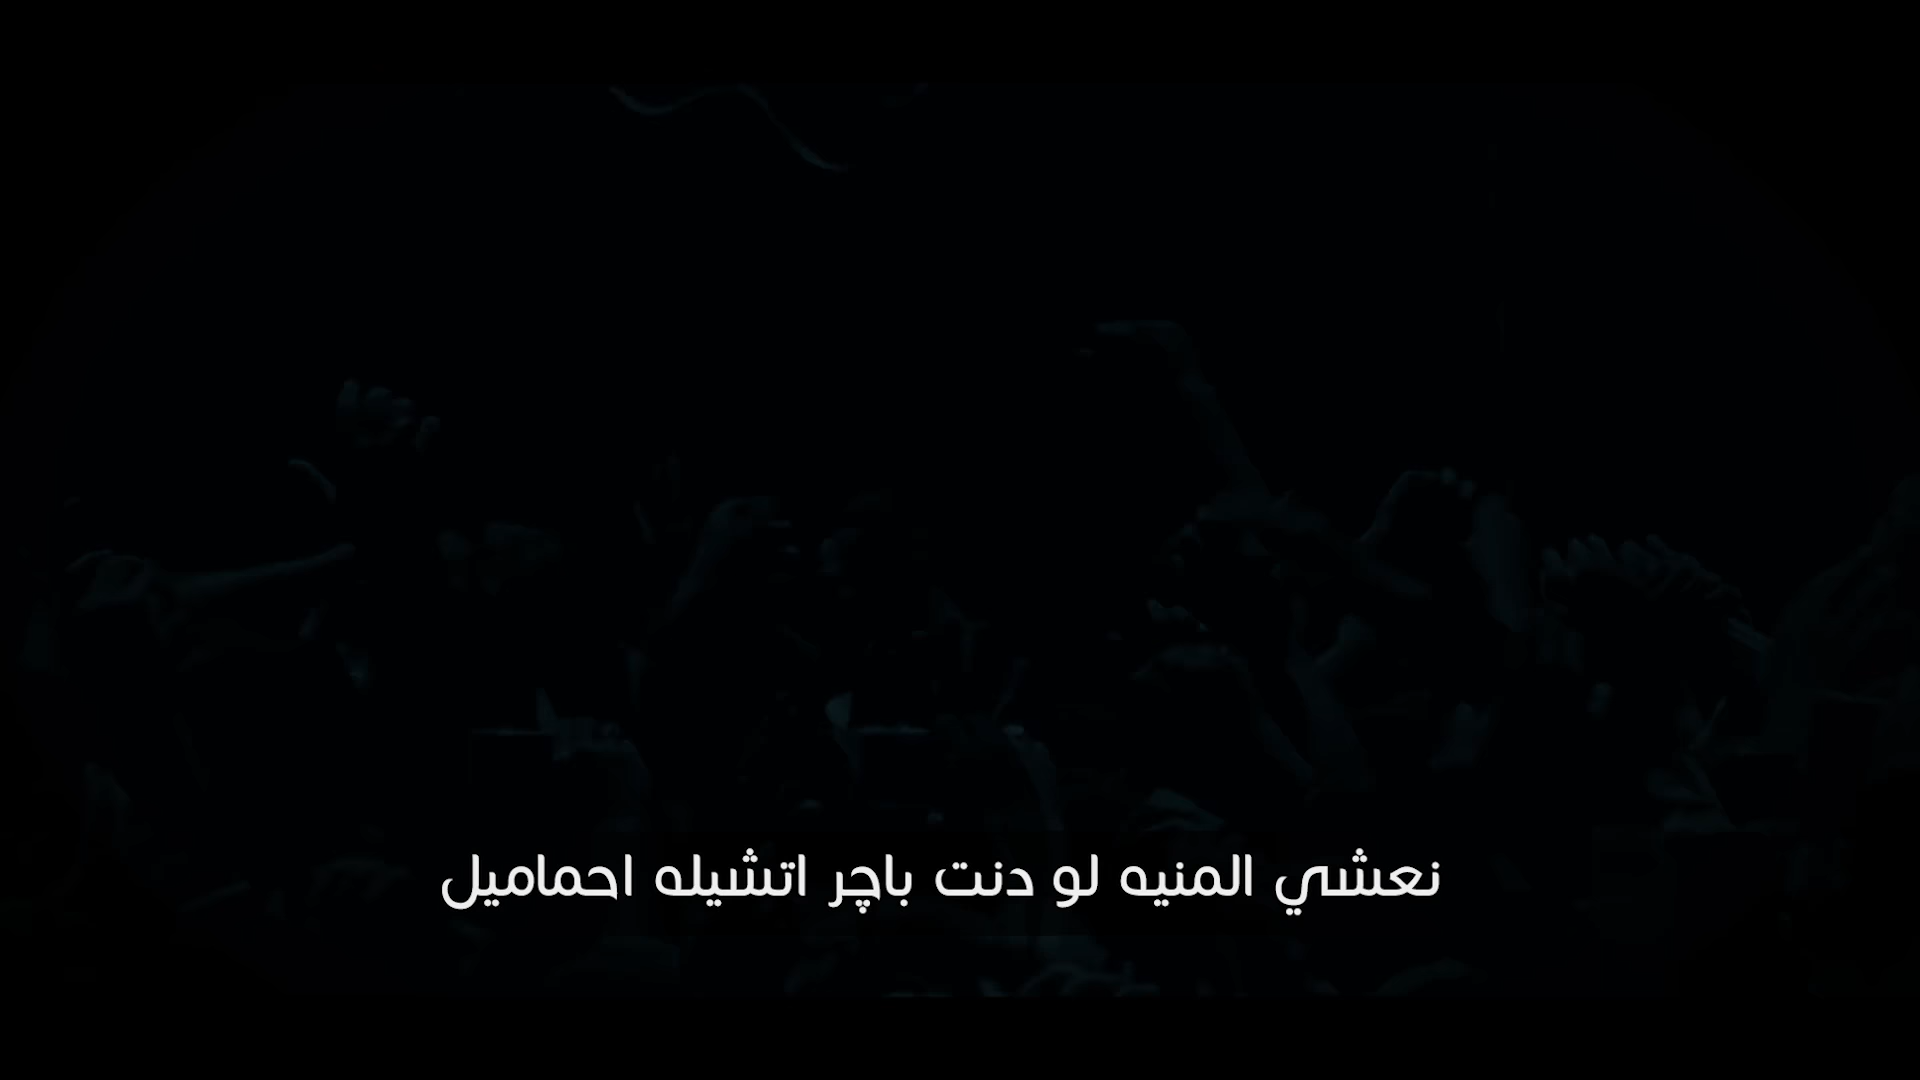 نعشي المنيه لو دنت باچر اتشيله احماميل